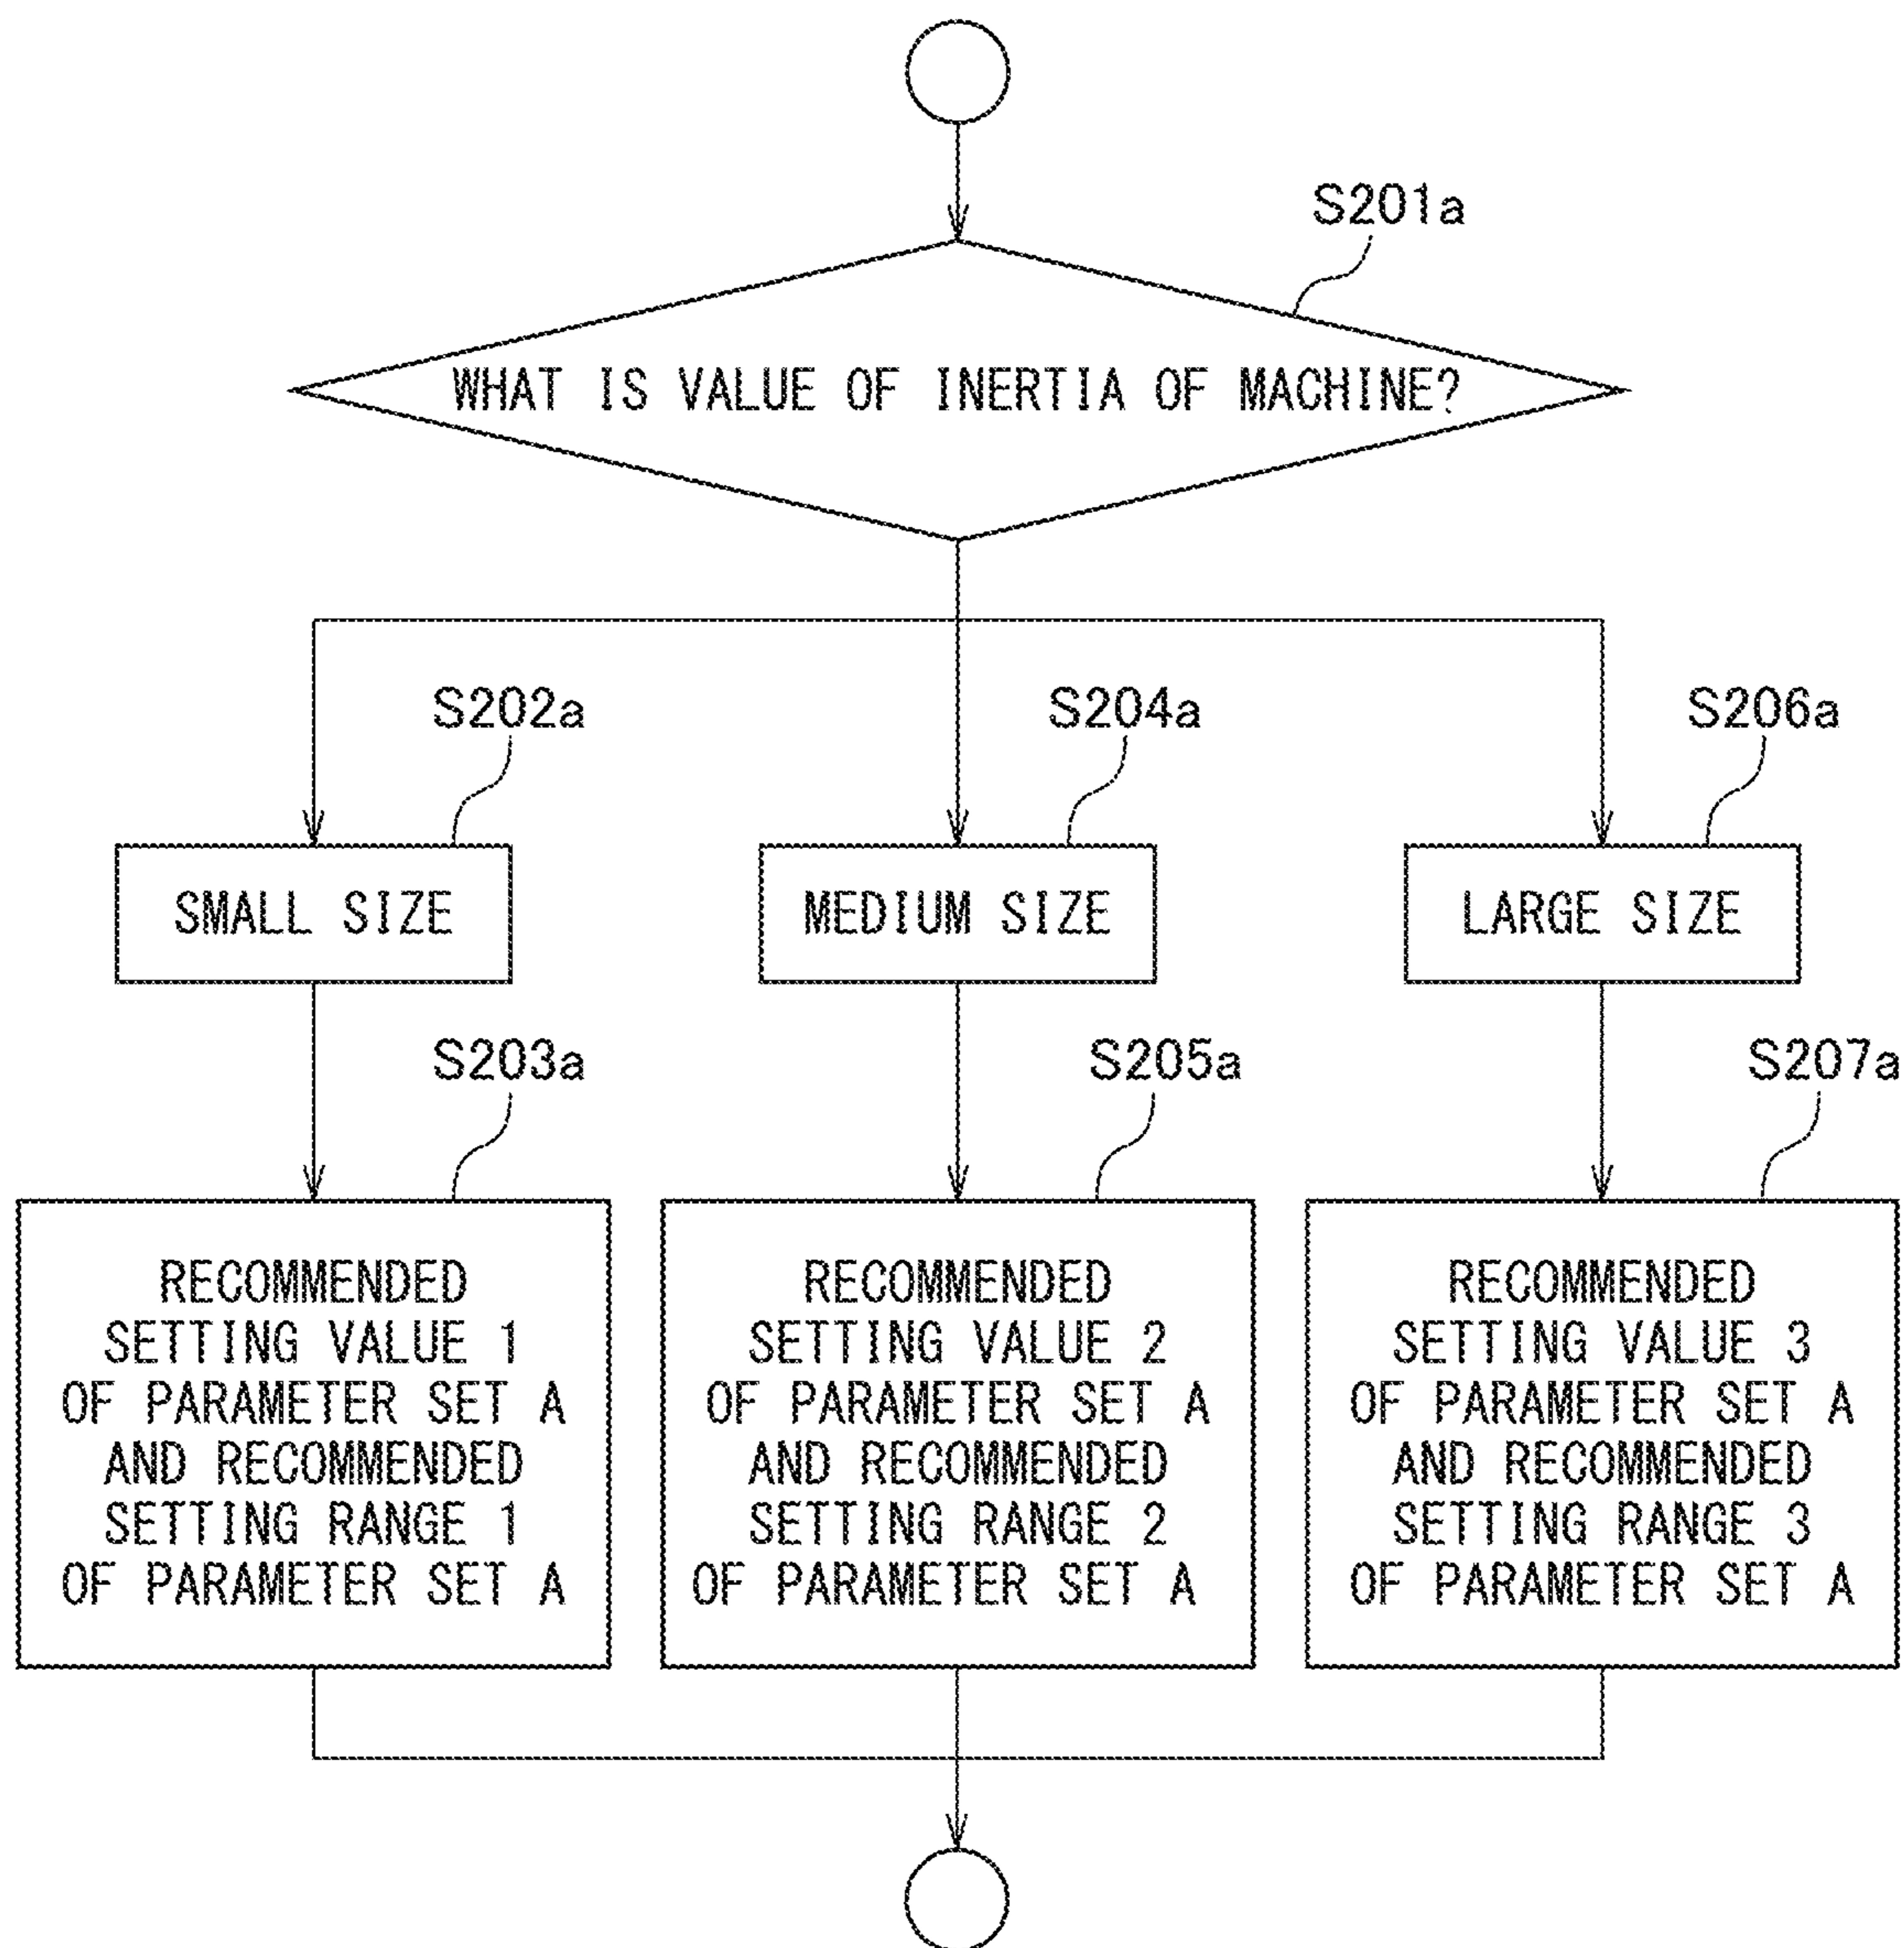 S201a
WHAT IS VALUE OF INERTIA OF MACHINE?
S202a
S204a
S206a
SMALL SIZE
MEDIUM SIZE
LARGE SIZE
S203a
S205a
S207a
RECOMMENDED
SETTING VALUE 1
OF PARAMETER SET A
AND RECOMMENDED
SETTING RANGE 1
OF PARAMETER SET A
RECOMMENDED
SETTING VALUE 2
OF PARAMETER SET A
AND RECOMMENDED
SETTING RANGE 2
OF PARAMETER SET A
RECOMMENDED
SETTING VALUE 3
OF PARAMETER SET A
AND RECOMMENDED
SETTING RANGE 3
OF PARAMETER SET A